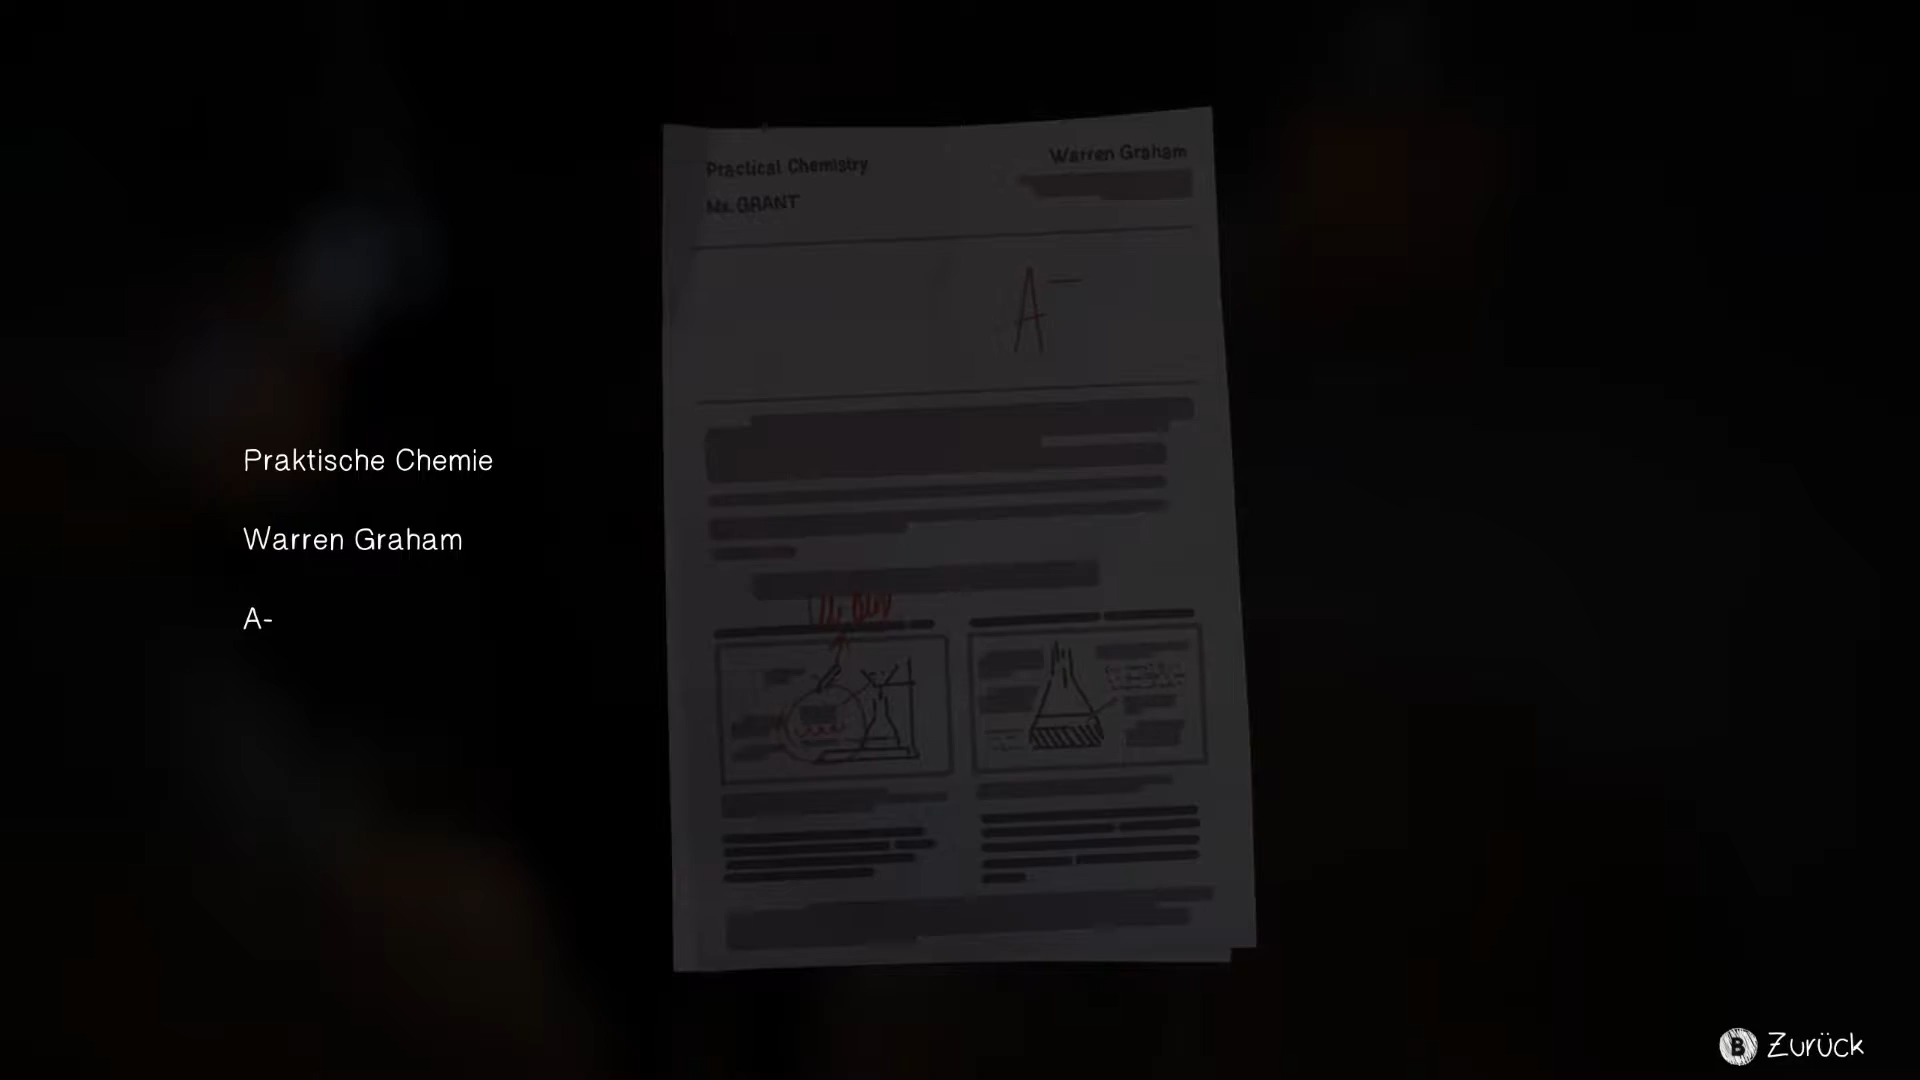 Practical Chemistry
Warren Graham
Ms. GRANT
A-
Praktische Chemie
Warren Graham
A-
B Zurück